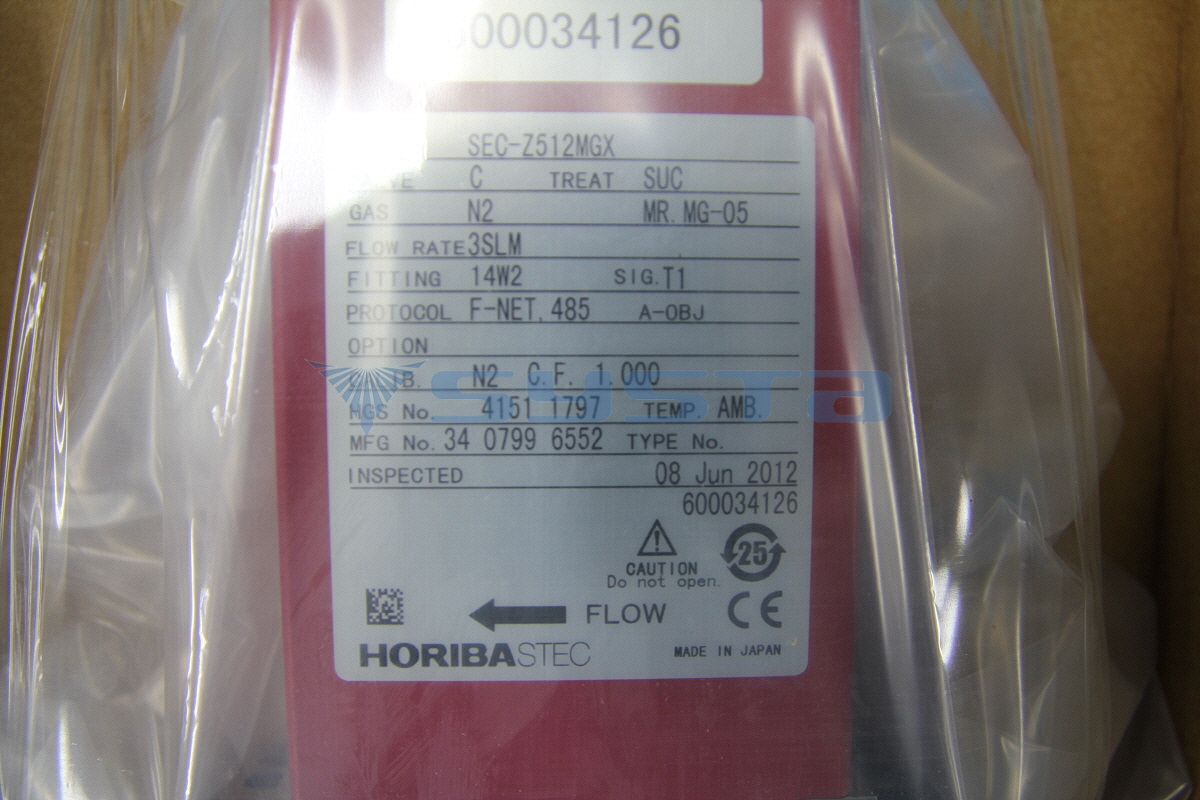 00034126
SEC-Z512MGX
C TREAT SUC
GAS N2 MR.MG-05
FLOW RATE 3SLM
FITTING 14W2 SIG. T1
PROTOCOL F-NET.485 A-OBJ
OPTION
N2 C.F. 1.000
SYSTA
HGS No. 4151 1797 TEMP. AMB.
MFG No. 34 0799 6552 TYPE No.
INSPECTED 08 Jun 2012
600034126
25
CAUTION
Do not open.
FLOW CE
HORIBASTEC MADE IN JAPAN